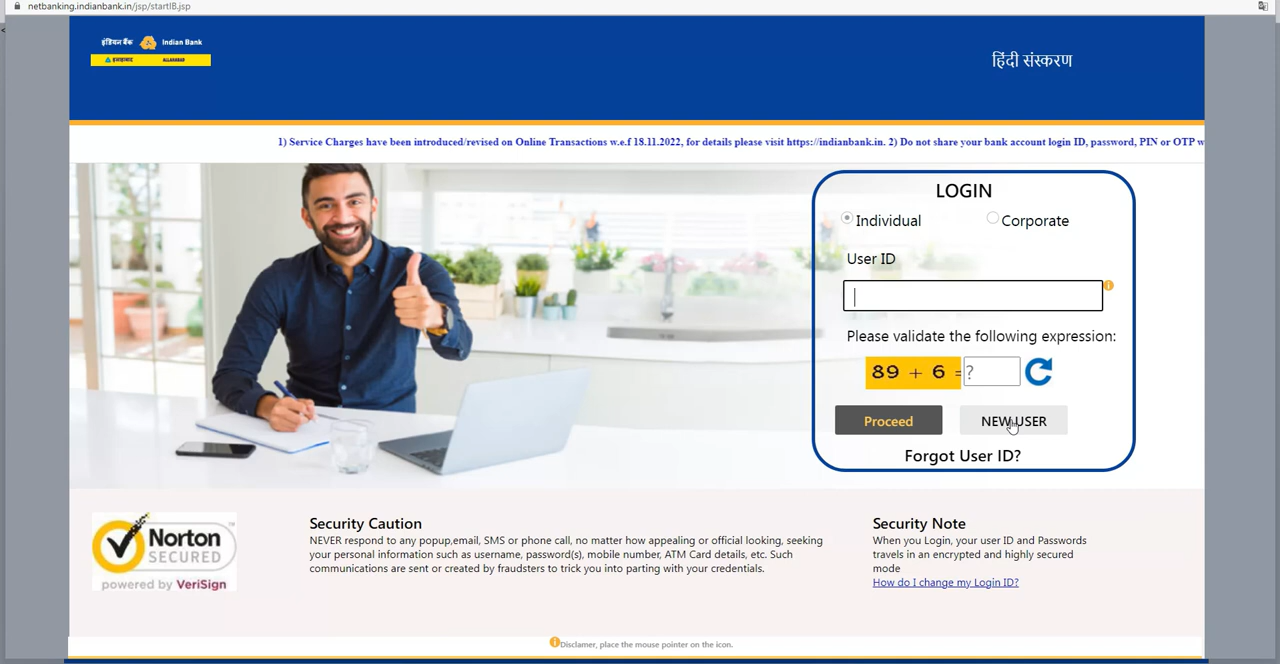 netbanking.indianbank.in/jsp/startIB.jsp
इंडियन बैंक Indian Bank
इलाहाबाद ALLAHABAD
हिंदी संस्करण
1) Service Charges have been introduced/revised on Online Transactions w.e.f 18.11.2022, for details please visit https://indianbank.in. 2) Do not share your bank account login ID, password, PIN or OTP w
LOGIN
Individual Corporate
User ID
Please validate the following expression:
89 + 6 = ?
Proceed NEW USER
Forgot User ID?
Norton
SECURED
powered by VeriSign
Security Caution
NEVER respond to any popup,email, SMS or phone call, no matter how appealing or official looking, seeking
your personal information such as username, password(s), mobile number, ATM Card details, etc. Such
communications are sent or created by fraudsters to trick you into parting with your credentials.
Security Note
When you Login, your user ID and Passwords
travels in an encrypted and highly secured
mode
How do I change my Login ID?
Disclamer, place the mouse pointer on the icon.